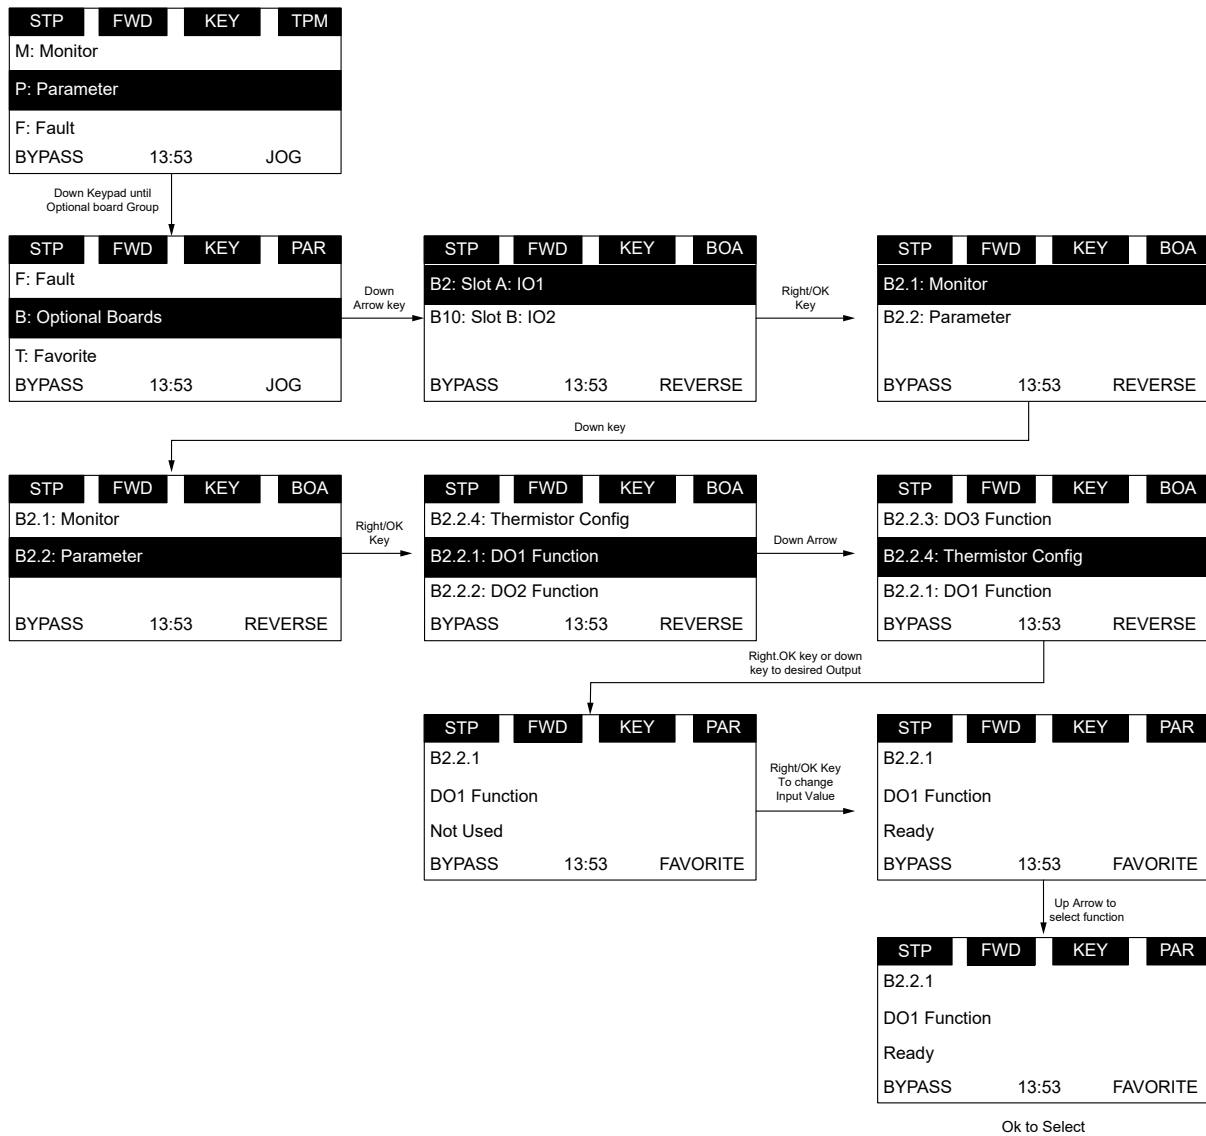 STP FWD KEY TPM
M: Monitor
P: Parameter
F: Fault
BYPASS 13:53 JOG
Down Keypad until
Optional board Group
STP FWD KEY PAR
F: Fault
B: Optional Boards
T: Favorite
BYPASS 13:53 JOG
Down
Arrow key
STP FWD KEY BOA
B2: Slot A: IO1
B10: Slot B: IO2
BYPASS 13:53 REVERSE
Right/OK
Key
STP FWD KEY BOA
B2.1: Monitor
B2.2: Parameter
BYPASS 13:53 REVERSE
Down key
STP FWD KEY BOA
B2.1: Monitor
B2.2: Parameter
BYPASS 13:53 REVERSE
Right/OK
Key
STP FWD KEY BOA
B2.2.4: Thermistor Config
B2.2.1: DO1 Function
B2.2.2: DO2 Function
BYPASS 13:53 REVERSE
Down Arrow
STP FWD KEY BOA
B2.2.3: DO3 Function
B2.2.4: Thermistor Config
B2.2.1: DO1 Function
BYPASS 13:53 REVERSE
Right.OK key or down
key to desired Output
STP FWD KEY PAR
B2.2.1
DO1 Function
Not Used
BYPASS 13:53 FAVORITE
Right/OK Key
To change
Input Value
STP FWD KEY PAR
B2.2.1
DO1 Function
Ready
BYPASS 13:53 FAVORITE
Up Arrow to
select function
STP FWD KEY PAR
B2.2.1
DO1 Function
Ready
BYPASS 13:53 FAVORITE
Ok to Select